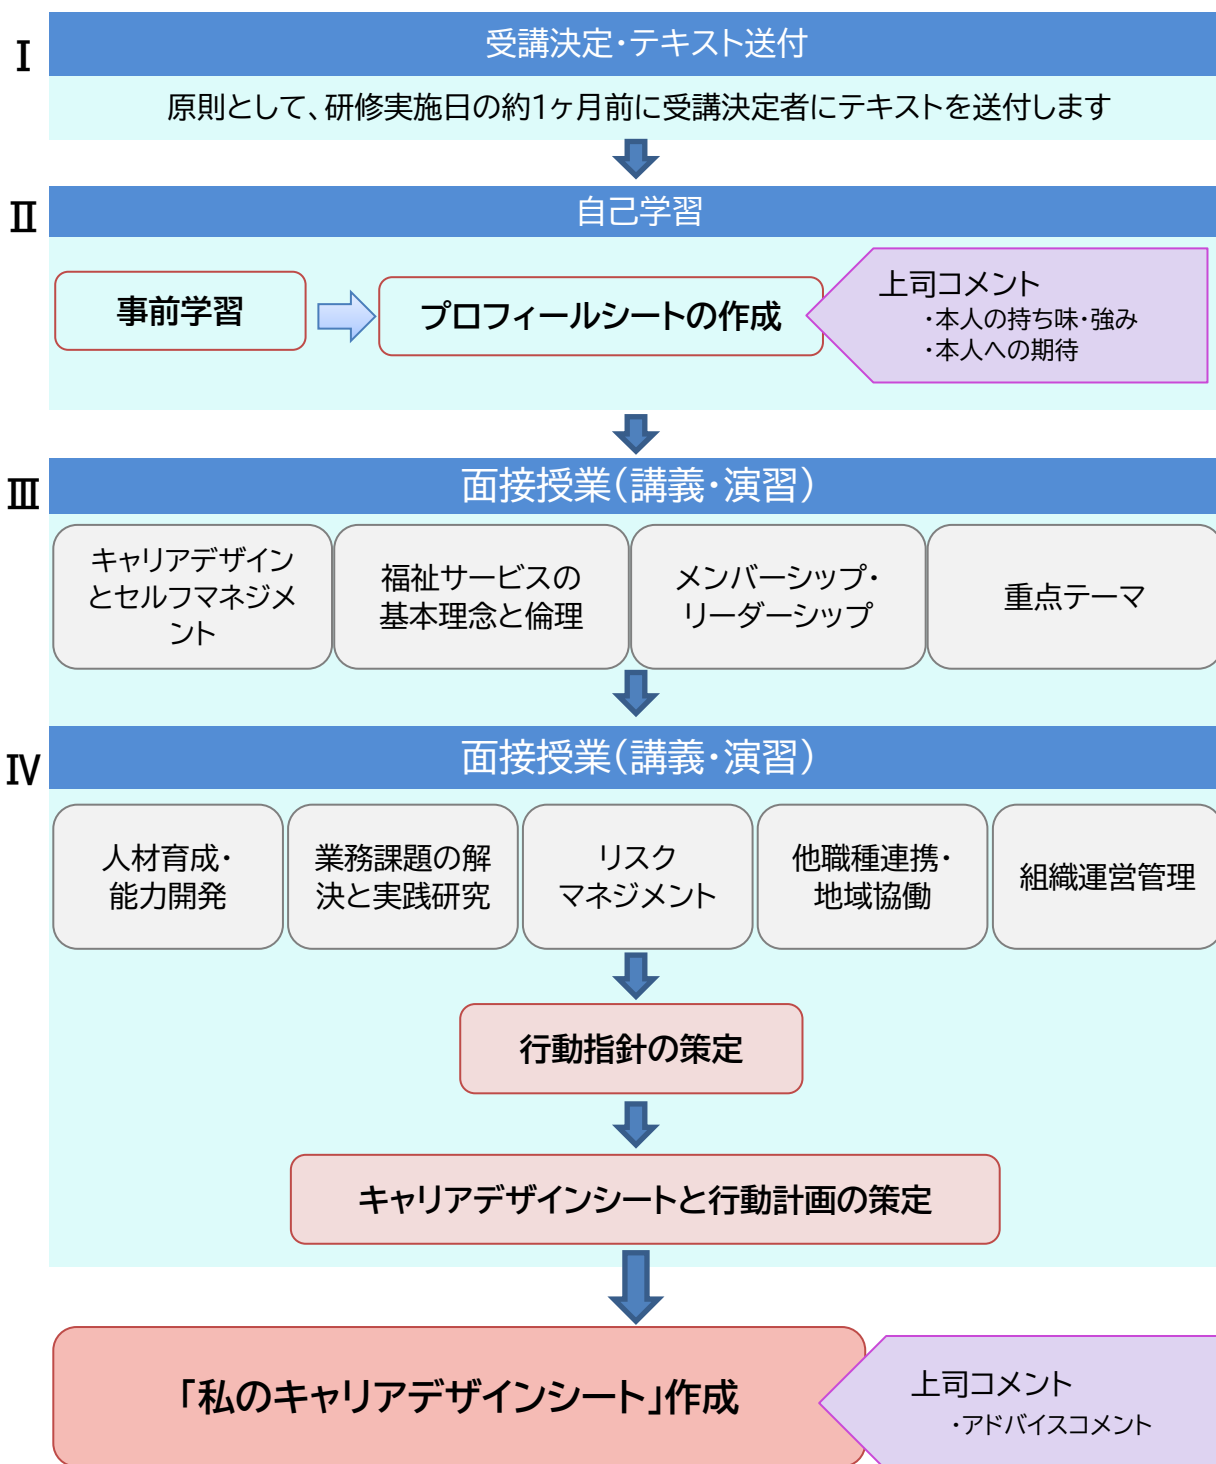 Ⅰ
受講決定・テキスト送付
原則として、研修実施日の約1ヶ月前に受講決定者にテキストを送付します
Ⅱ
自己学習
事前学習
プロフィールシートの作成
上司コメント
・本人の持ち味・強み
・本人への期待
Ⅲ
面接授業(講義・演習)
キャリアデザイン
とセルフマネジメ
ント
福祉サービスの
基本理念と倫理
メンバーシップ・
リーダーシップ
重点テーマ
Ⅳ
面接授業(講義・演習)
人材育成・
能力開発
業務課題の解
決と実践研究
リスク
マネジメント
他職種連携・
地域協働
組織運営管理
行動指針の策定
キャリアデザインシートと行動計画の策定
「私のキャリアデザインシート」作成
上司コメント
・アドバイスコメント